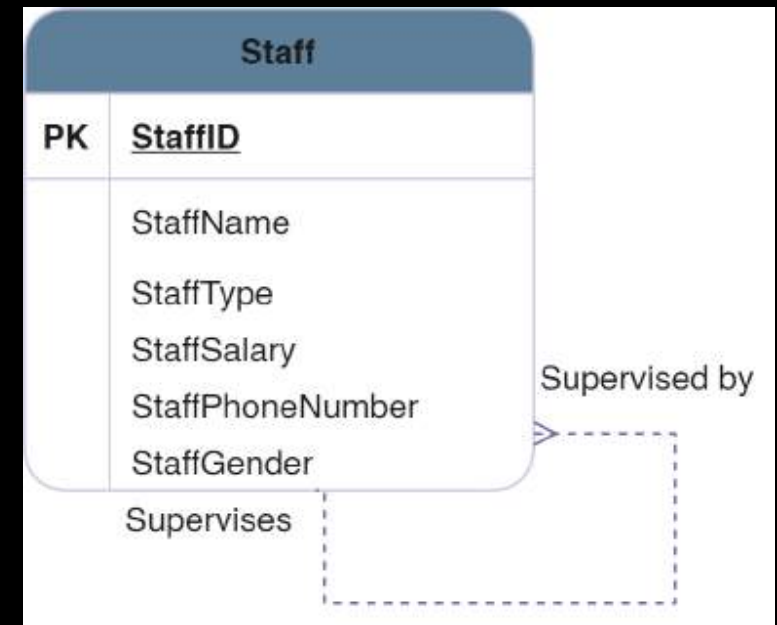 Staff
PK StaffID
StaffName
StaffType
StaffSalary
Supervised by
StaffPhoneNumber
StaffGender
Supervises